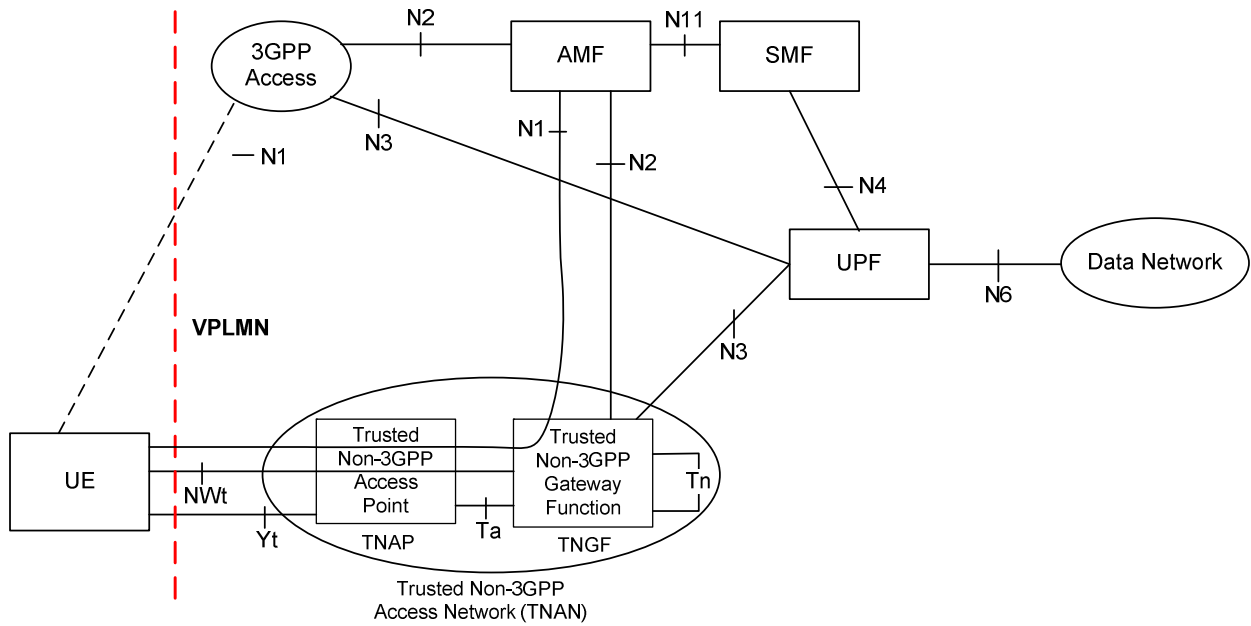 N2
N11
3GPP
Access
AMF
SMF
N3
N1
N1
N2
N4
UPF
Data Network
N6
VPLMN
N3
UE
Trusted
Non-3GPP
Access
Point
Trusted
Non-3GPP
Gateway
Function
Tn
NWt
Yt
Ta
TNAP
TNGF
Trusted Non-3GPP
Access Network (TNAN)